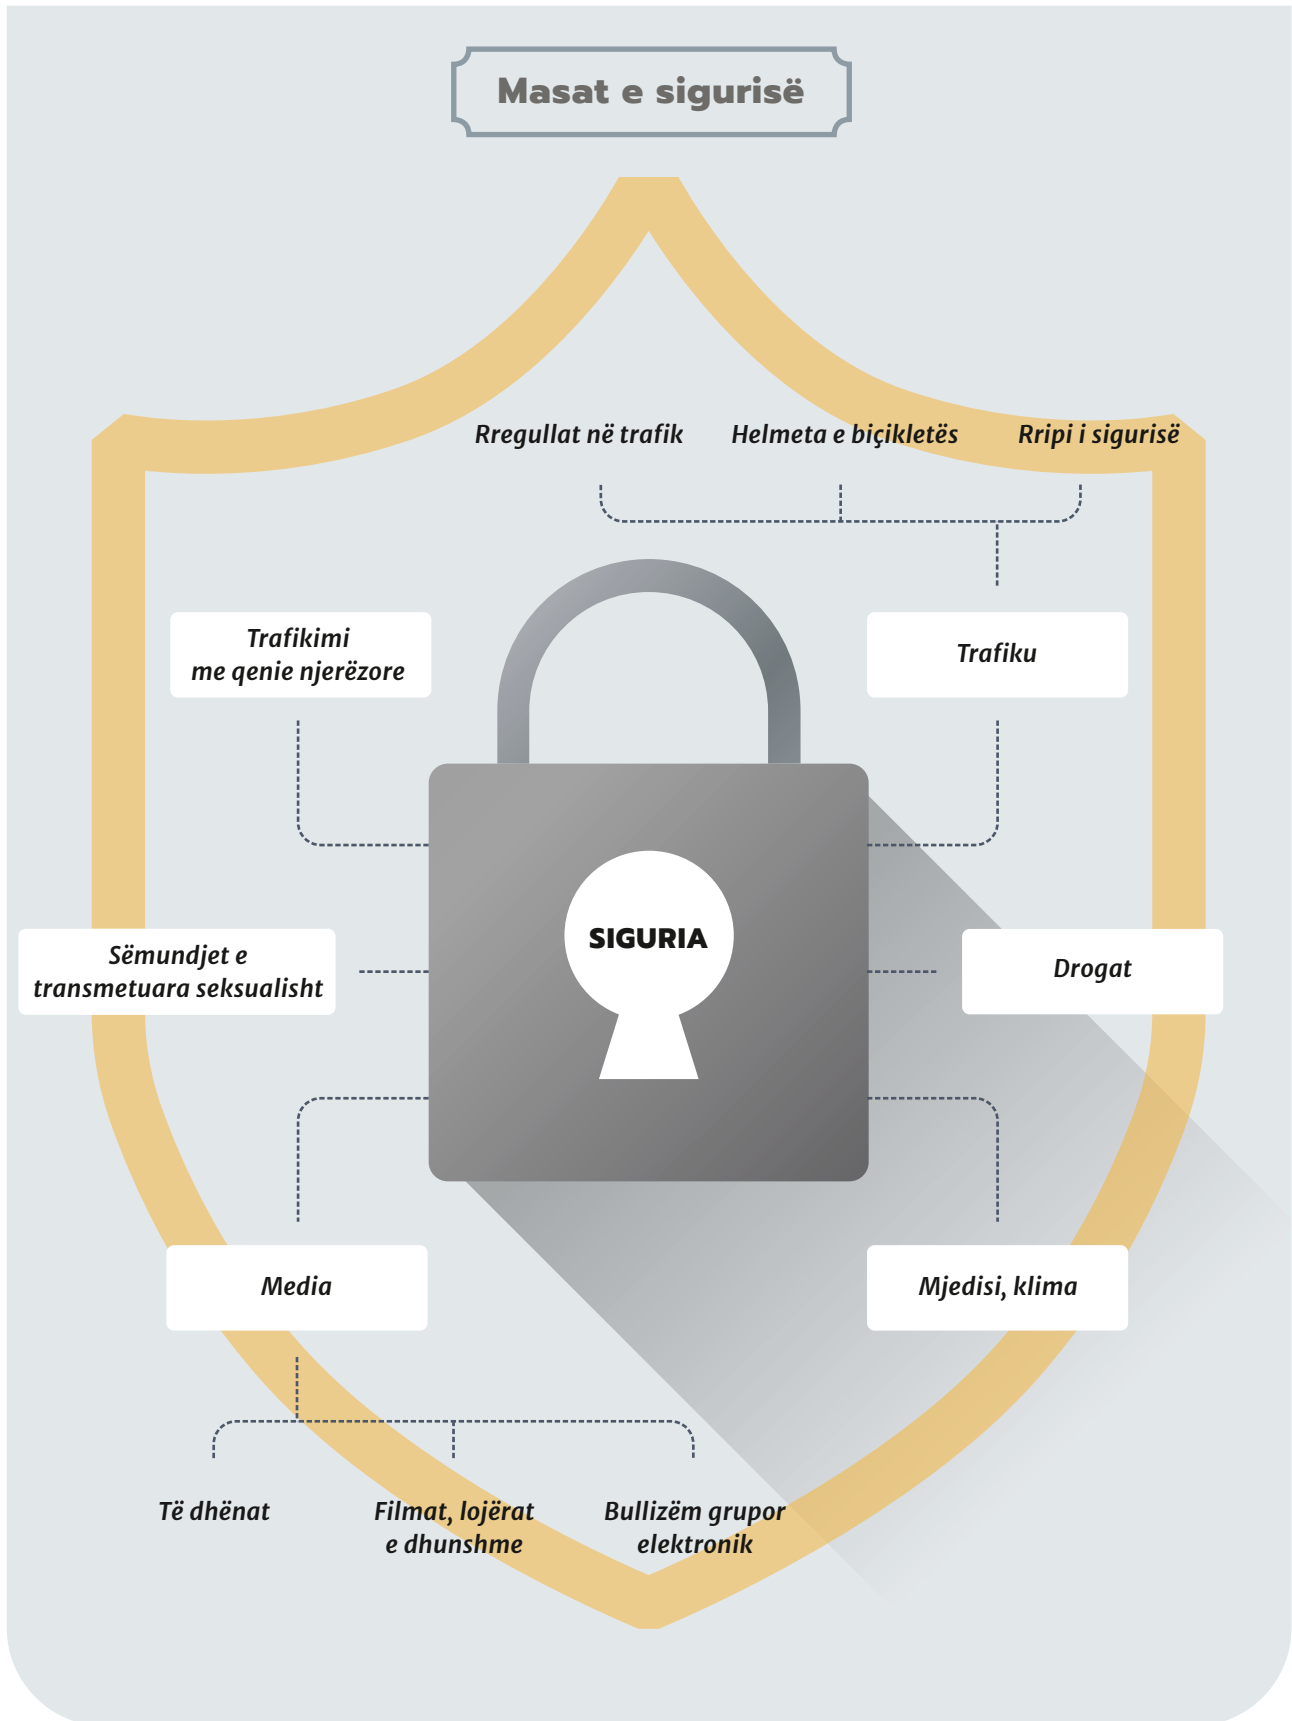 Masat e sigurisë
Rregullat në trafik
Helmeta e biçikletës
Rripi i sigurisë
Trafikimi
me qenie njerëzore
Trafiku
SIGURIA
Sëmundjet e
transmetuara seksualisht
Drogat
Media
Mjedisi, klima
Të dhënat
Filmat, lojërat
e dhunshme
Bullizëm grupor
elektronik